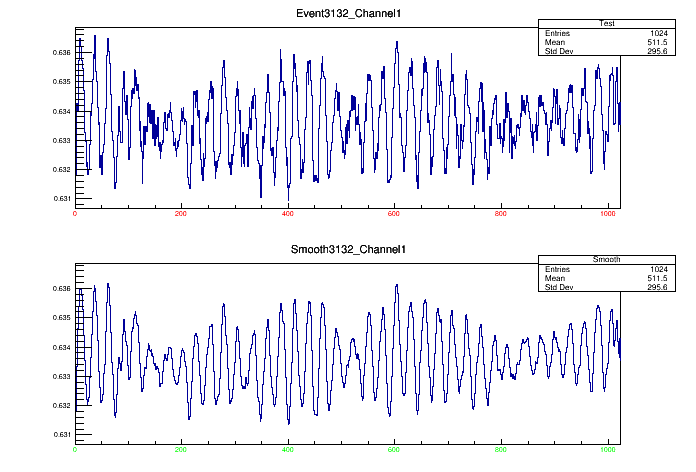 Event3132_Channel1
Test
Entries 1024
Mean 511.5
Std Dev 295.6
0.636
0.635
0.634
0.633
0.632
0.631
0 200 400 600 800 1000
Smooth3132_Channel1
Smooth
Entries 1024
Mean 511.5
Std Dev 295.6
0.636
0.635
0.634
0.633
0.632
0.631
0 200 400 600 800 1000